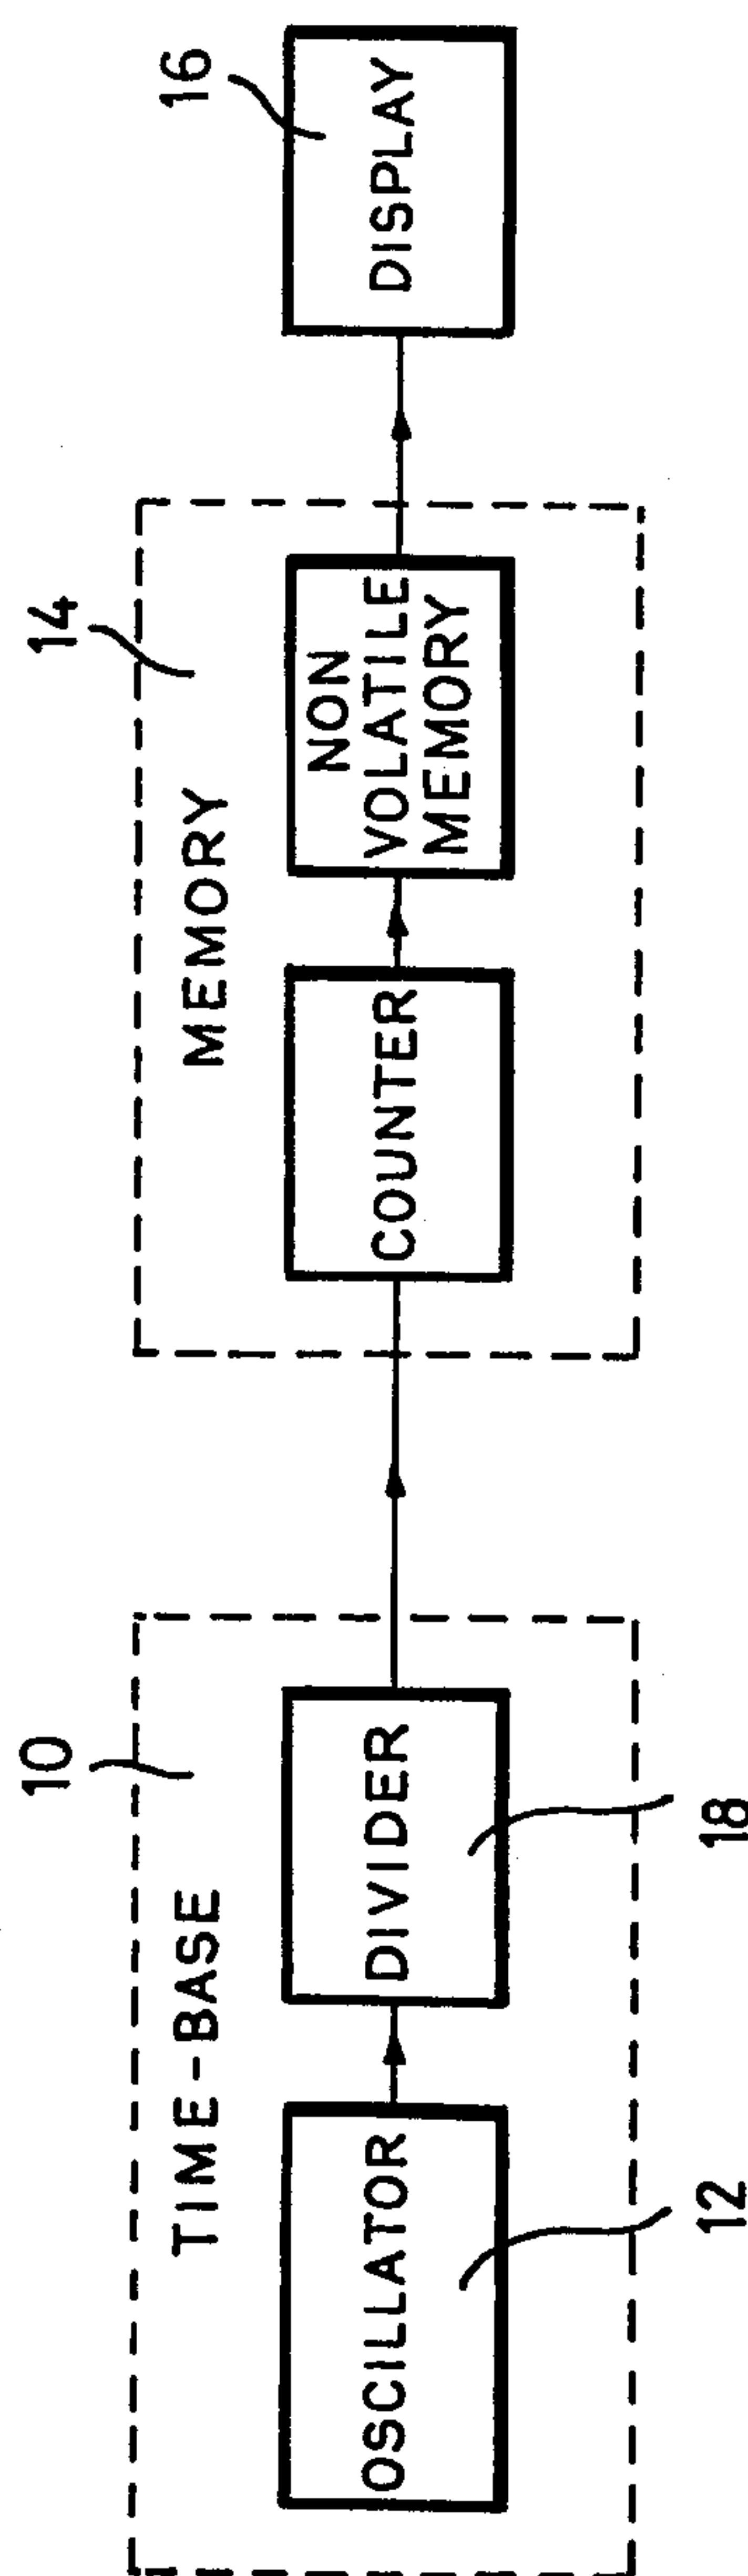 10
14
16
TIME-BASE
MEMORY
OSCILLATOR
DIVIDER
COUNTER
NON
VOLATILE
MEMORY
DISPLAY
12
18